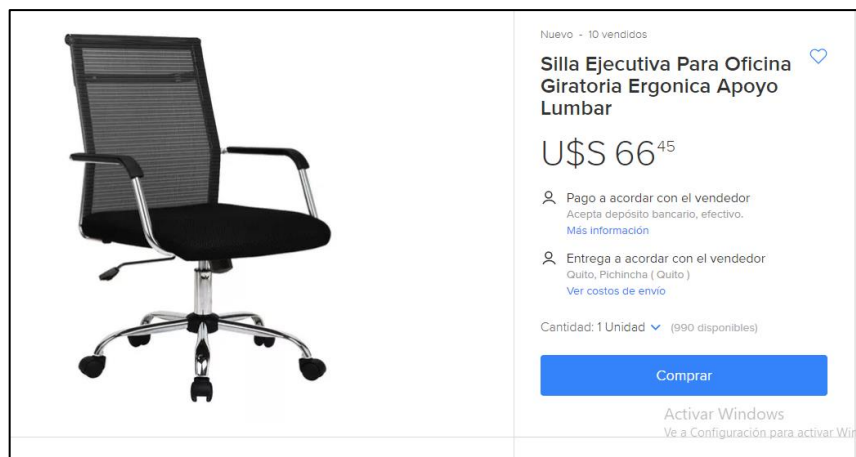 Nuevo - 10 vendidos
Silla Ejecutiva Para Oficina
Giratoria Ergonica Apoyo
Lumbar
U$S 66 45
Pago a acordar con el vendedor
Acepta depósito bancario, efectivo.
Más información
Entrega a acordar con el vendedor
Quito, Pichincha ( Quito )
Ver costos de envío
Cantidad: 1 Unidad (990 disponibles)
Comprar
Activar Windows
Ve a Configuración para activar Win